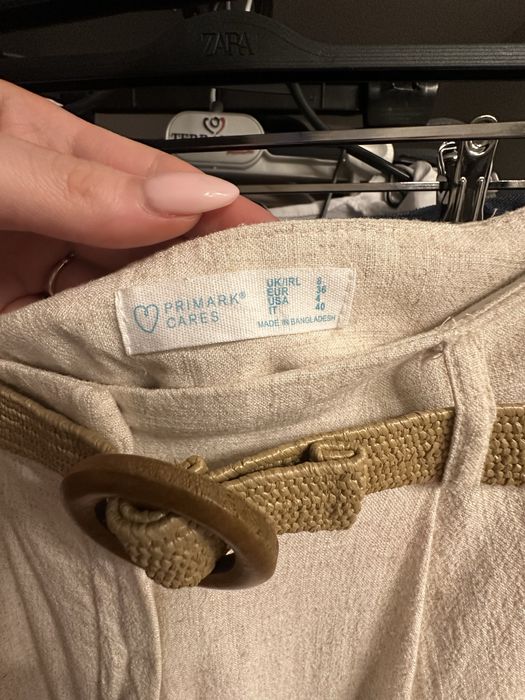 ZARA
PRIMARK®
CARES
UK/IRL 8
EUR 36
USA 4
IT 40
MADE IN BANGLADESH